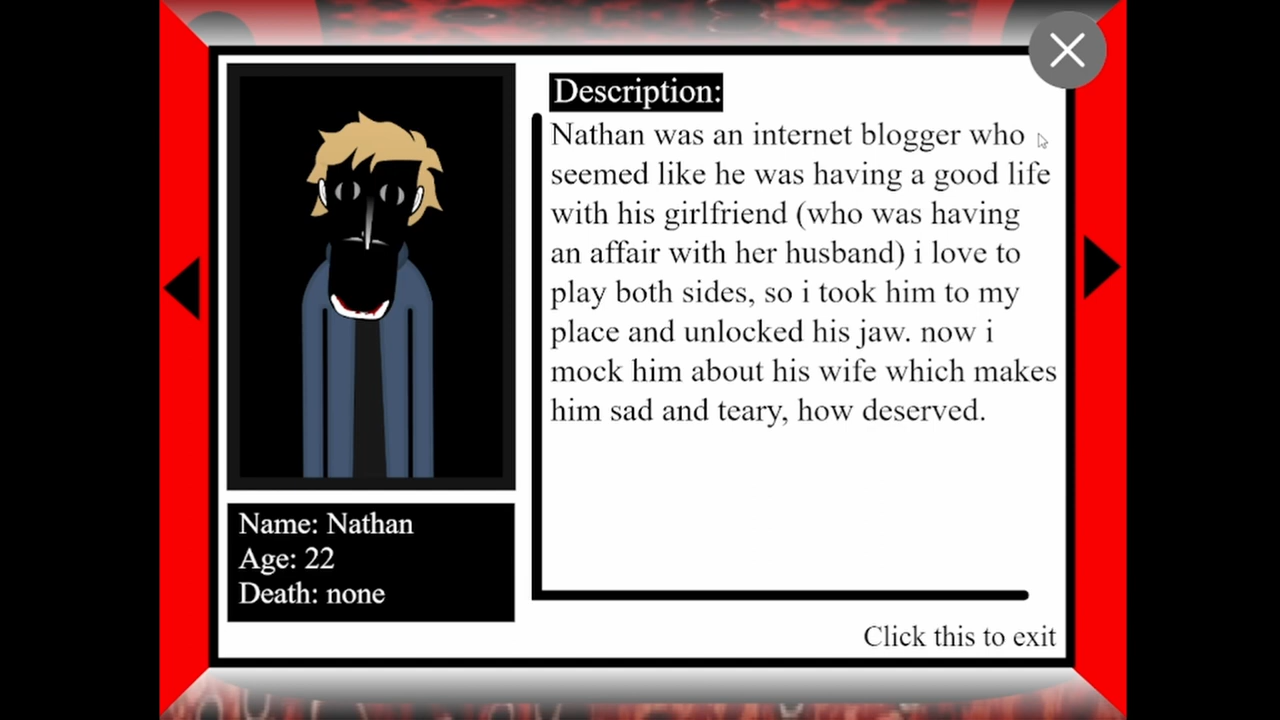 Description:
Nathan was an internet blogger who
seemed like he was having a good life
with his girlfriend (who was having
an affair with her husband) i love to
play both sides, so i took him to my
place and unlocked his jaw. now i
mock him about his wife which makes
him sad and teary, how deserved.
Name: Nathan
Age: 22
Death: none
Click this to exit